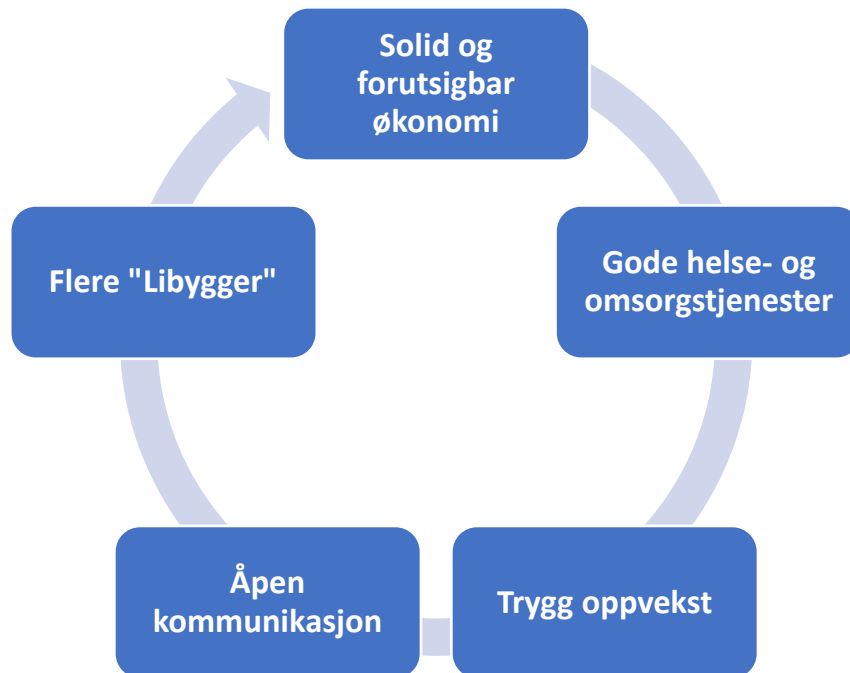 Solid og
forutsigbar
økonomi
Gode helse- og
omsorgstjenester
Trygg oppvekst
Åpen
kommunikasjon
Flere "Libygger"